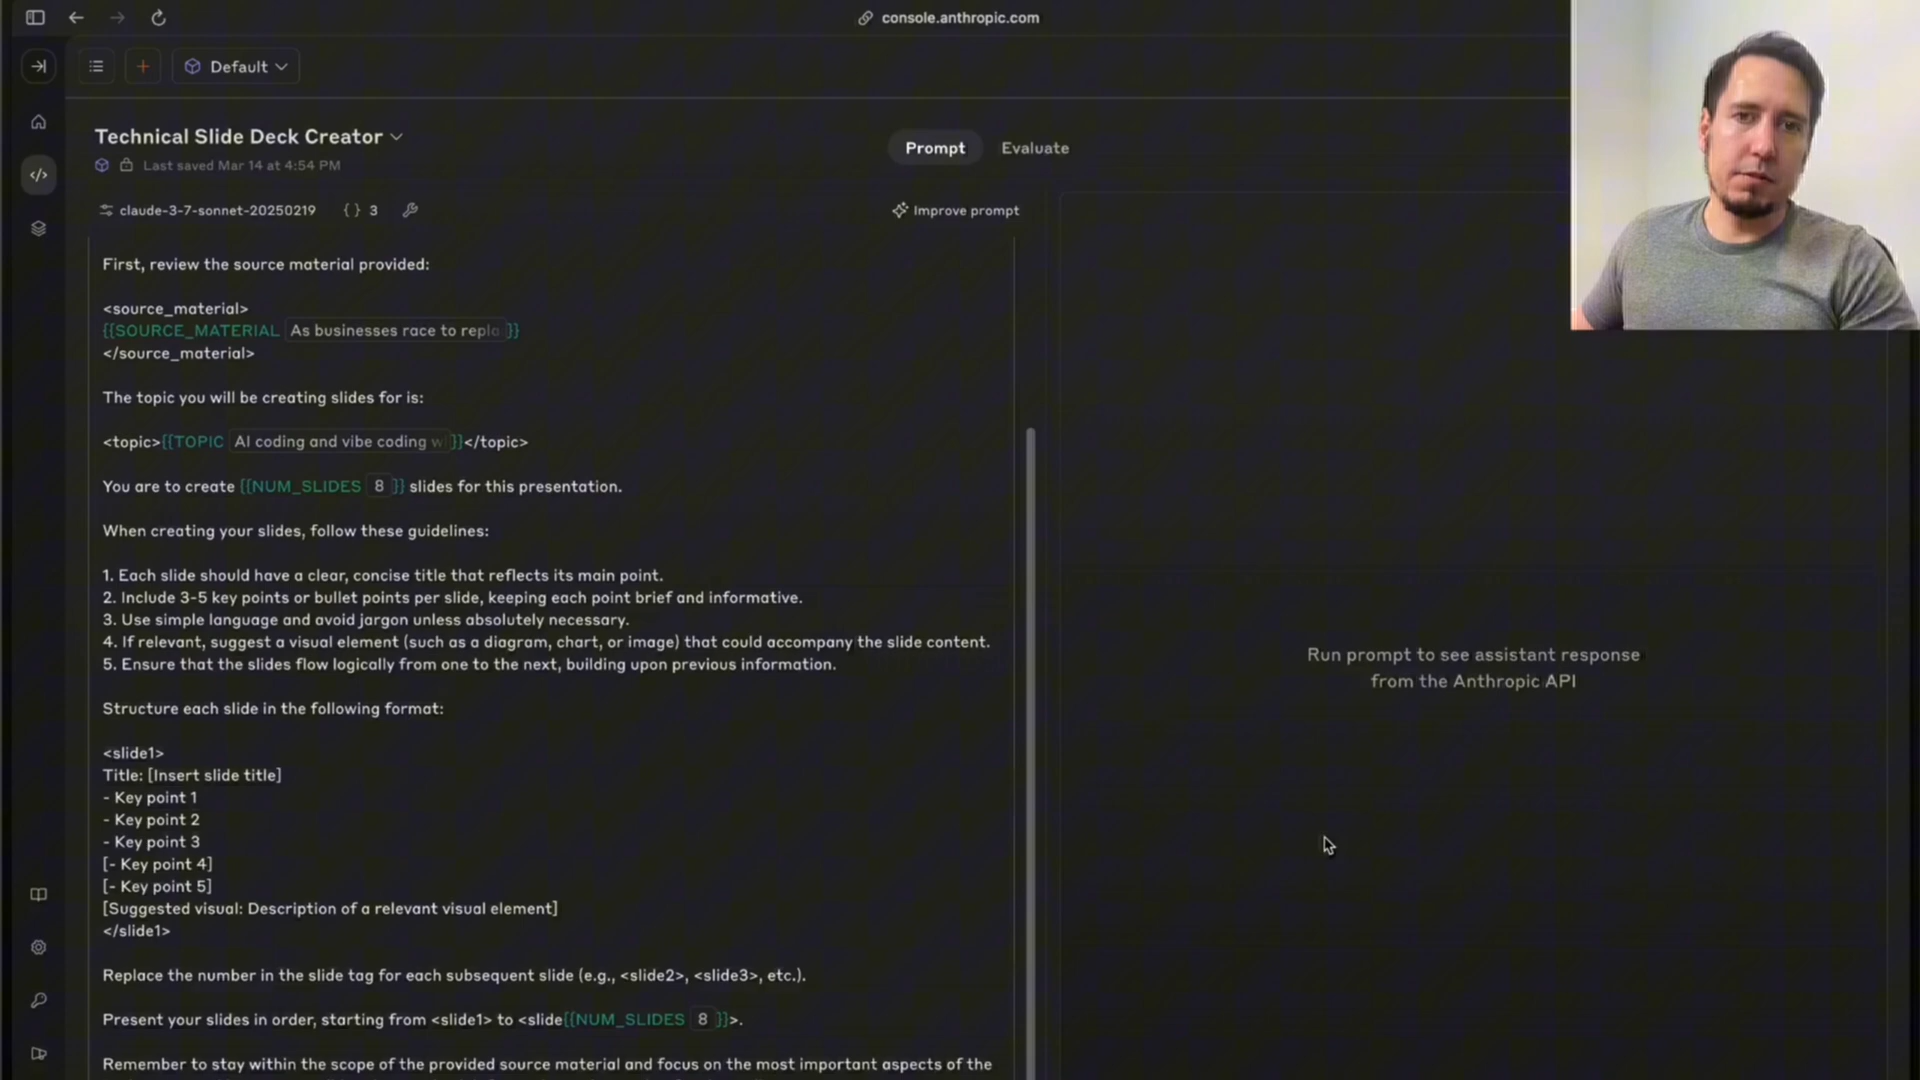 console.anthropic.com
Default
Technical Slide Deck Creator
Last saved Mar 14 at 4:54 PM
Prompt
Evaluate
claude-3-7-sonnet-20250219
{} 3
Improve prompt
First, review the source material provided:
<source_material>
{{SOURCE_MATERIAL As businesses race to repla }}
</source_material>
The topic you will be creating slides for is:
<topic>{{TOPIC AI coding and vibe coding wi }}</topic>
You are to create {{NUM_SLIDES 8 }} slides for this presentation.
When creating your slides, follow these guidelines:
1. Each slide should have a clear, concise title that reflects its main point.
2. Include 3-5 key points or bullet points per slide, keeping each point brief and informative.
3. Use simple language and avoid jargon unless absolutely necessary.
4. If relevant, suggest a visual element (such as a diagram, chart, or image) that could accompany the slide content.
5. Ensure that the slides flow logically from one to the next, building upon previous information.
Structure each slide in the following format:
<slide1>
Title: [Insert slide title]
- Key point 1
- Key point 2
- Key point 3
[- Key point 4]
[- Key point 5]
[Suggested visual: Description of a relevant visual element]
</slide1>
Replace the number in the slide tag for each subsequent slide (e.g., <slide2>, <slide3>, etc.).
Present your slides in order, starting from <slide1> to <slide{{NUM_SLIDES 8 }}>.
Remember to stay within the scope of the provided source material and focus on the most important aspects of the
Run prompt to see assistant response
from the Anthropic API